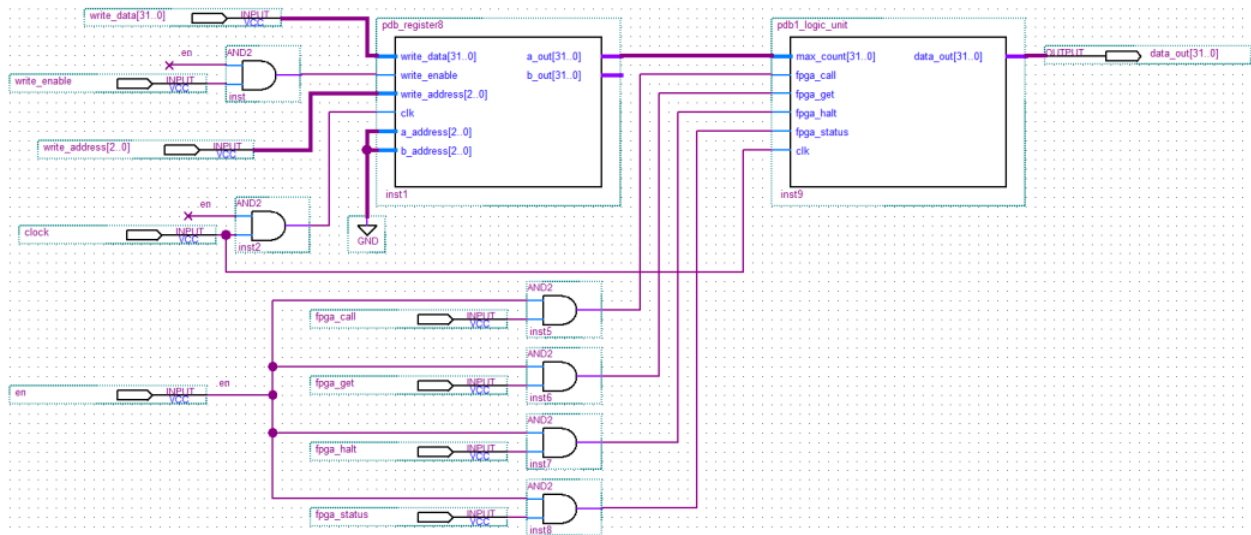 write_data[31..0] INPUT VCC
pdb_register8
pdb1_logic_unit
en AND2
write_data[31..0] a_out[31..0]
max_count[31..0] data_out[31..0]
OUTPUT data_out[31..0]
write_enable INPUT VCC
inst
write_enable b_out[31..0]
fpga_call
write_address[2..0]
fpga_get
clk
fpga_halt
a_address[2..0]
fpga_status
write_address[2..0] INPUT VCC
b_address[2..0]
clk
inst1
inst9
en AND2
clock INPUT VCC
inst2
GND
AND2
fpga_call INPUT VCC
inst5
AND2
fpga_get INPUT VCC
inst6
en INPUT VCC
en
AND2
fpga_halt INPUT VCC
inst7
AND2
fpga_status INPUT VCC
inst8